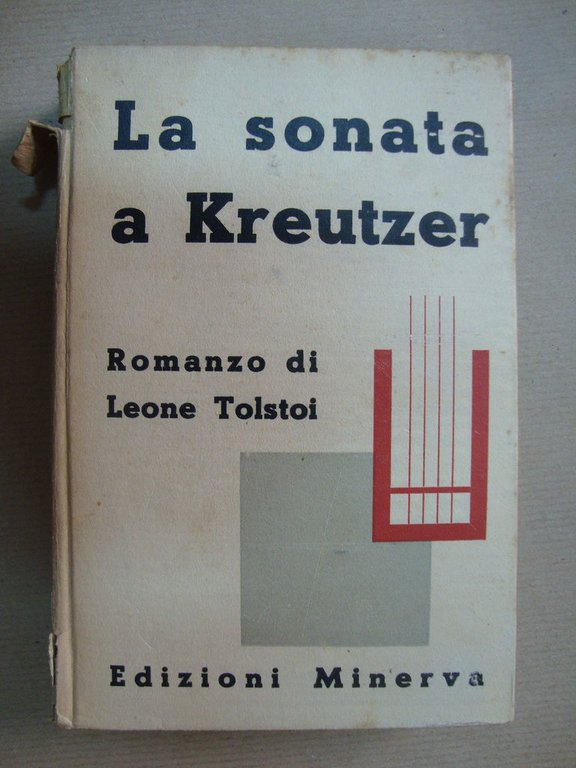 La sonata
a Kreutzer
Romanzo di
Leone Tolstoi
Edizioni Minerva